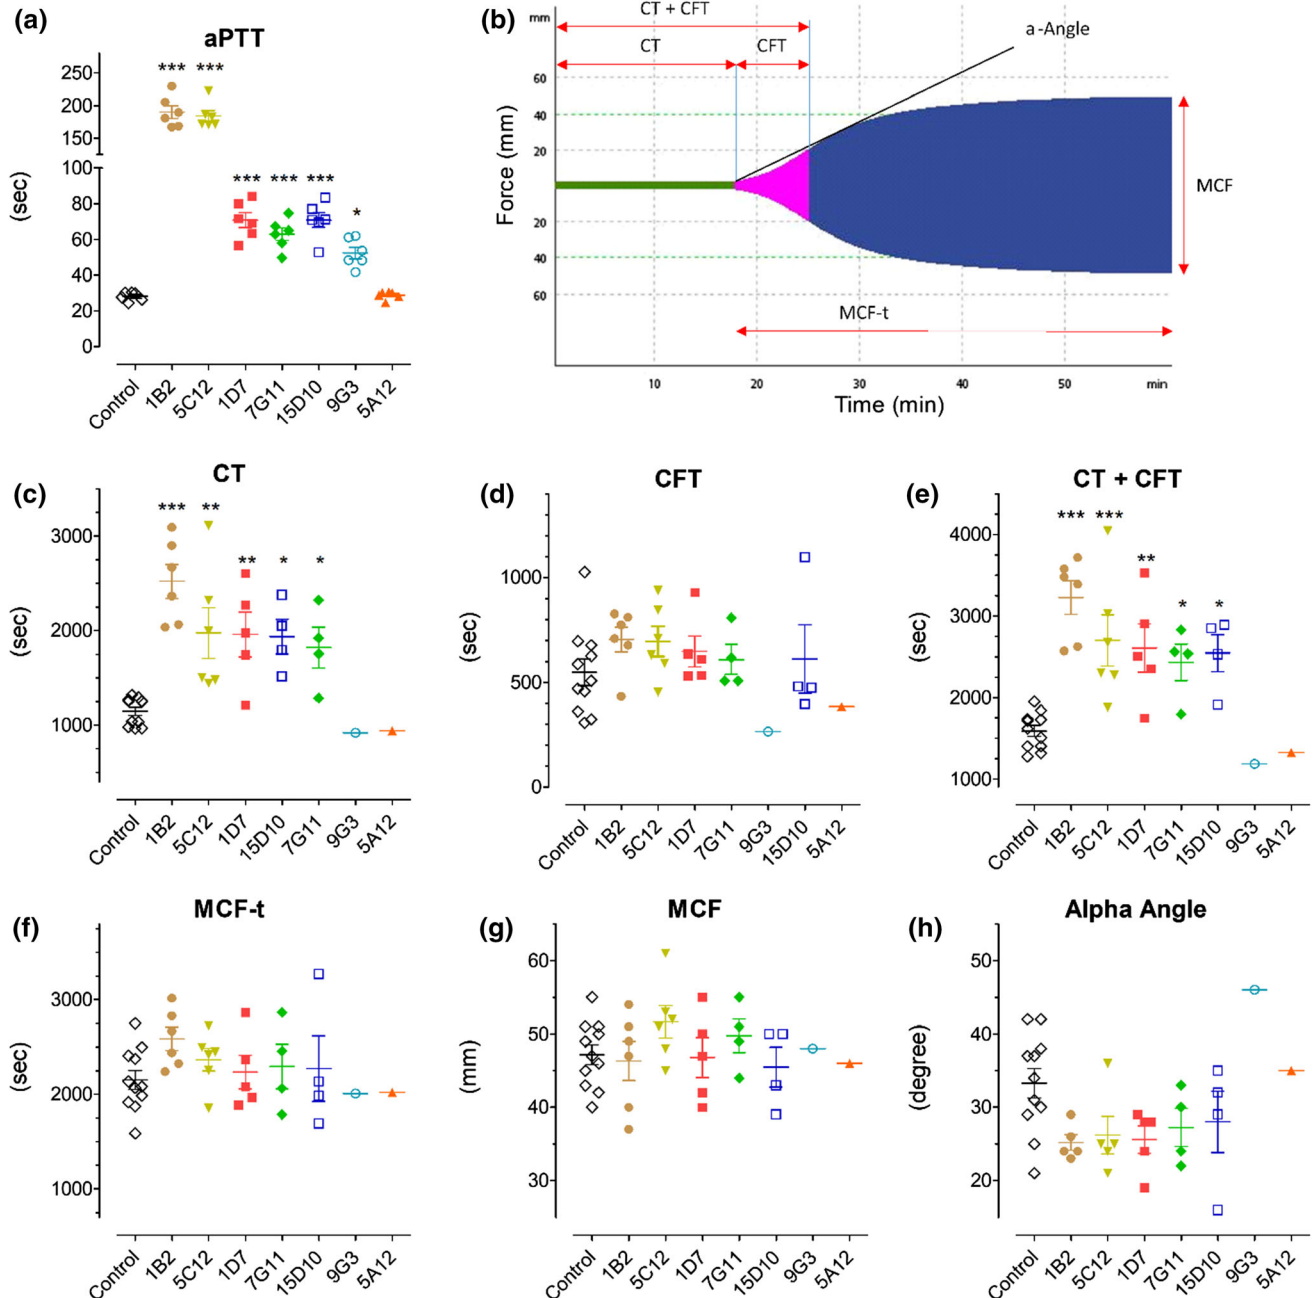 (a)
aPTT
*** ***
250
200
150
100
80
60
40
20
0
*** *** ***
*
(sec)
Control 1B2 5C12 1D7 7G11 15D10 9G3 5A12
(b)
mm
CT + CFT
CT
CFT
a-Angle
60
40
20
20
40
60
Force (mm)
MCF
MCF-t
10 20 30 40 50 min
Time (min)
(c)
CT
*** **
** * *
3000
2000
1000
(sec)
Control 1B2 5C12 1D7 15D10 7G11 9G3 5A12
(d)
CFT
1000
500
0
(sec)
Control 1B2 5C12 1D7 7G11 9G3 15D10 5A12
(e)
CT + CFT
*** ***
**
* *
4000
3000
2000
1000
(sec)
Control 1B2 5C12 1D7 7G11 15D10 9G3 5A12
(f)
MCF-t
3000
2000
1000
(sec)
Control 1B2 5C12 1D7 7G11 15D10 9G3 5A12
(g)
MCF
60
50
40
30
(mm)
Control 1B2 5C12 1D7 7G11 15D10 9G3 5A12
(h)
Alpha Angle
50
40
30
20
(degree)
Control 1B2 5C12 1D7 7G11 15D10 9G3 5A12